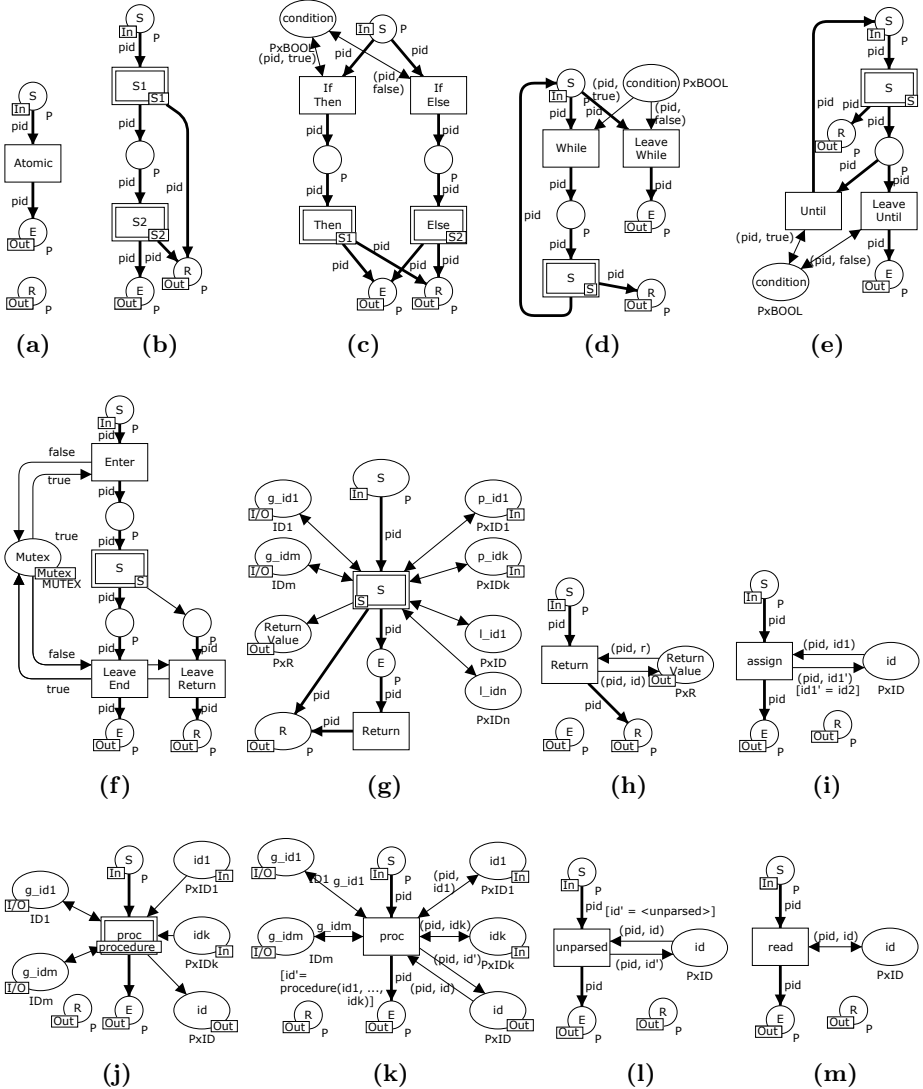 S
In
pid
P
Atomic
pid
E
Out
P
R
Out
P
(a)
S
In
pid
P
S1
S1
pid
pid
P
pid
S2
S2
pid
pid
E
Out
P
R
Out
P
(b)
condition
PxBOOL
(pid, true)
In
S
P
pid
pid
(pid,
false)
If
Then
If
Else
pid
pid
P
P
pid
pid
Then
S1
Else
S2
pid
pid
pid
pid
E
Out
P
R
Out
P
(c)
S
In
P
pid
(pid,
true)
pid
condition
PxBOOL
(pid,
false)
While
Leave
While
pid
pid
pid
P
E
Out
P
pid
S
S
pid
R
Out
P
(d)
S
In
P
pid
S
S
pid
pid
R
Out
P
pid
P
pid
pid
Until
Leave
Until
(pid, true)
(pid, false)
pid
condition
PxBOOL
E
Out
P
(e)
S
In
pid
P
false
Enter
true
pid
P
true
pid
Mutex
Mutex
MUTEX
S
S
pid
P
P
false
pid
pid
true
Leave
End
Leave
Return
pid
pid
E
Out
P
R
Out
P
(f)
g_id1
I/O
ID1
S
In
P
p_id1
In
PxID1
pid
g_idm
I/O
IDm
p_idk
In
PxIDk
S
S
Return
Value
Out
PxR
pid
l_id1
PxID
E
P
pid
pid
l_idn
PxIDn
R
Out
P
pid
Return
(g)
S
In
P
pid
Return
(pid, r)
(pid, id)
Return
Value
Out
PxR
pid
E
Out
P
R
Out
P
(h)
S
In
P
pid
assign
(pid, id1)
(pid, id1')
[id1' = id2]
id
PxID
pid
E
Out
P
R
Out
P
(i)
S
In
P
pid
g_id1
I/O
ID1
id1
In
PxID1
proc
procedure
idk
In
PxIDk
g_idm
I/O
IDm
pid
R
Out
P
E
Out
P
id
Out
PxID
(j)
g_id1
I/O
ID1
g_id1
S
In
P
pid
(pid,
id1)
id1
In
PxID1
g_idm
I/O
IDm
g_idm
proc
(pid, idk)
idk
In
PxIDk
(pid, id')
pid
(pid, id)
[id'=
procedure(id1, ...,
idk)]
R
Out
P
E
Out
P
id
Out
PxID
(k)
S
In
P
pid
[id' = <unparsed>]
unparsed
(pid, id)
(pid, id')
id
PxID
pid
E
Out
P
R
Out
P
(l)
S
In
P
pid
read
(pid, id)
id
PxID
pid
E
Out
P
R
Out
P
(m)